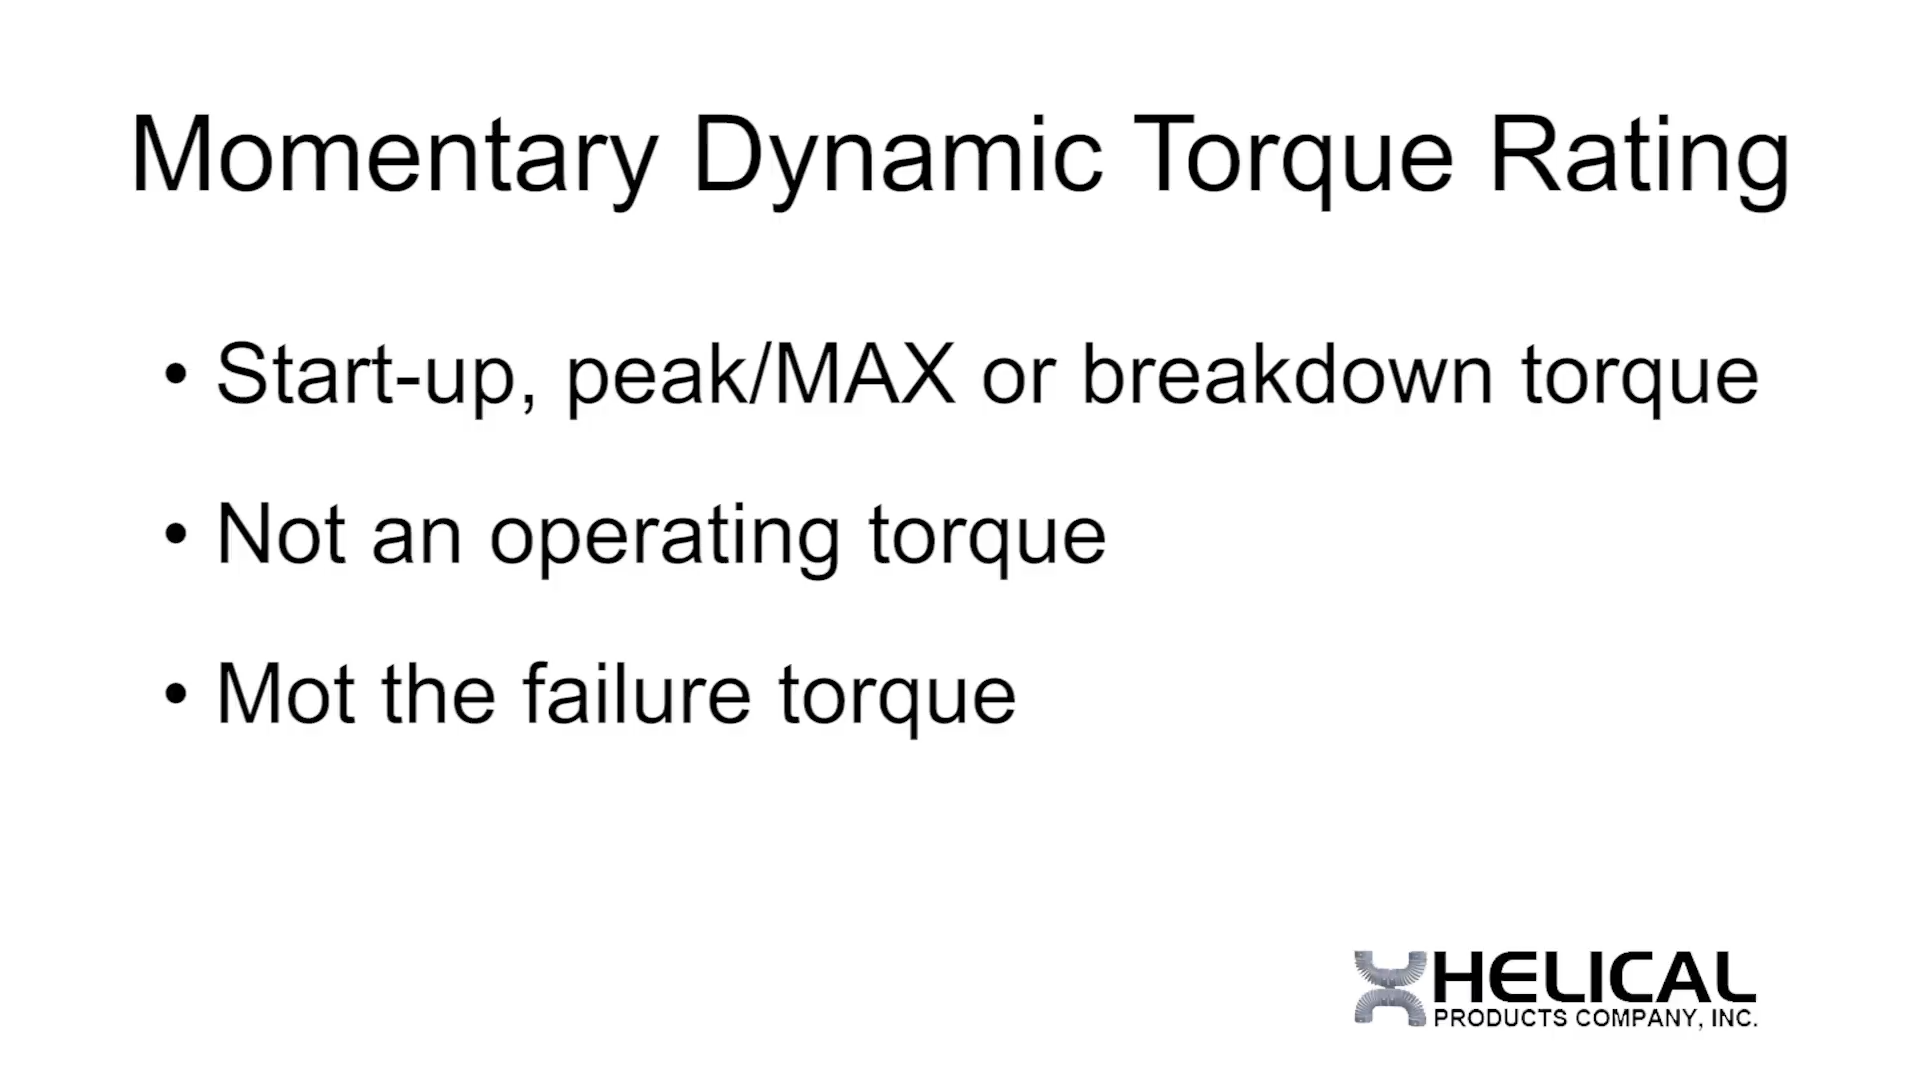 Momentary Dynamic Torque Rating
• Start-up, peak/MAX or breakdown torque
• Not an operating torque
• Mot the failure torque
HELICAL
PRODUCTS COMPANY, INC.